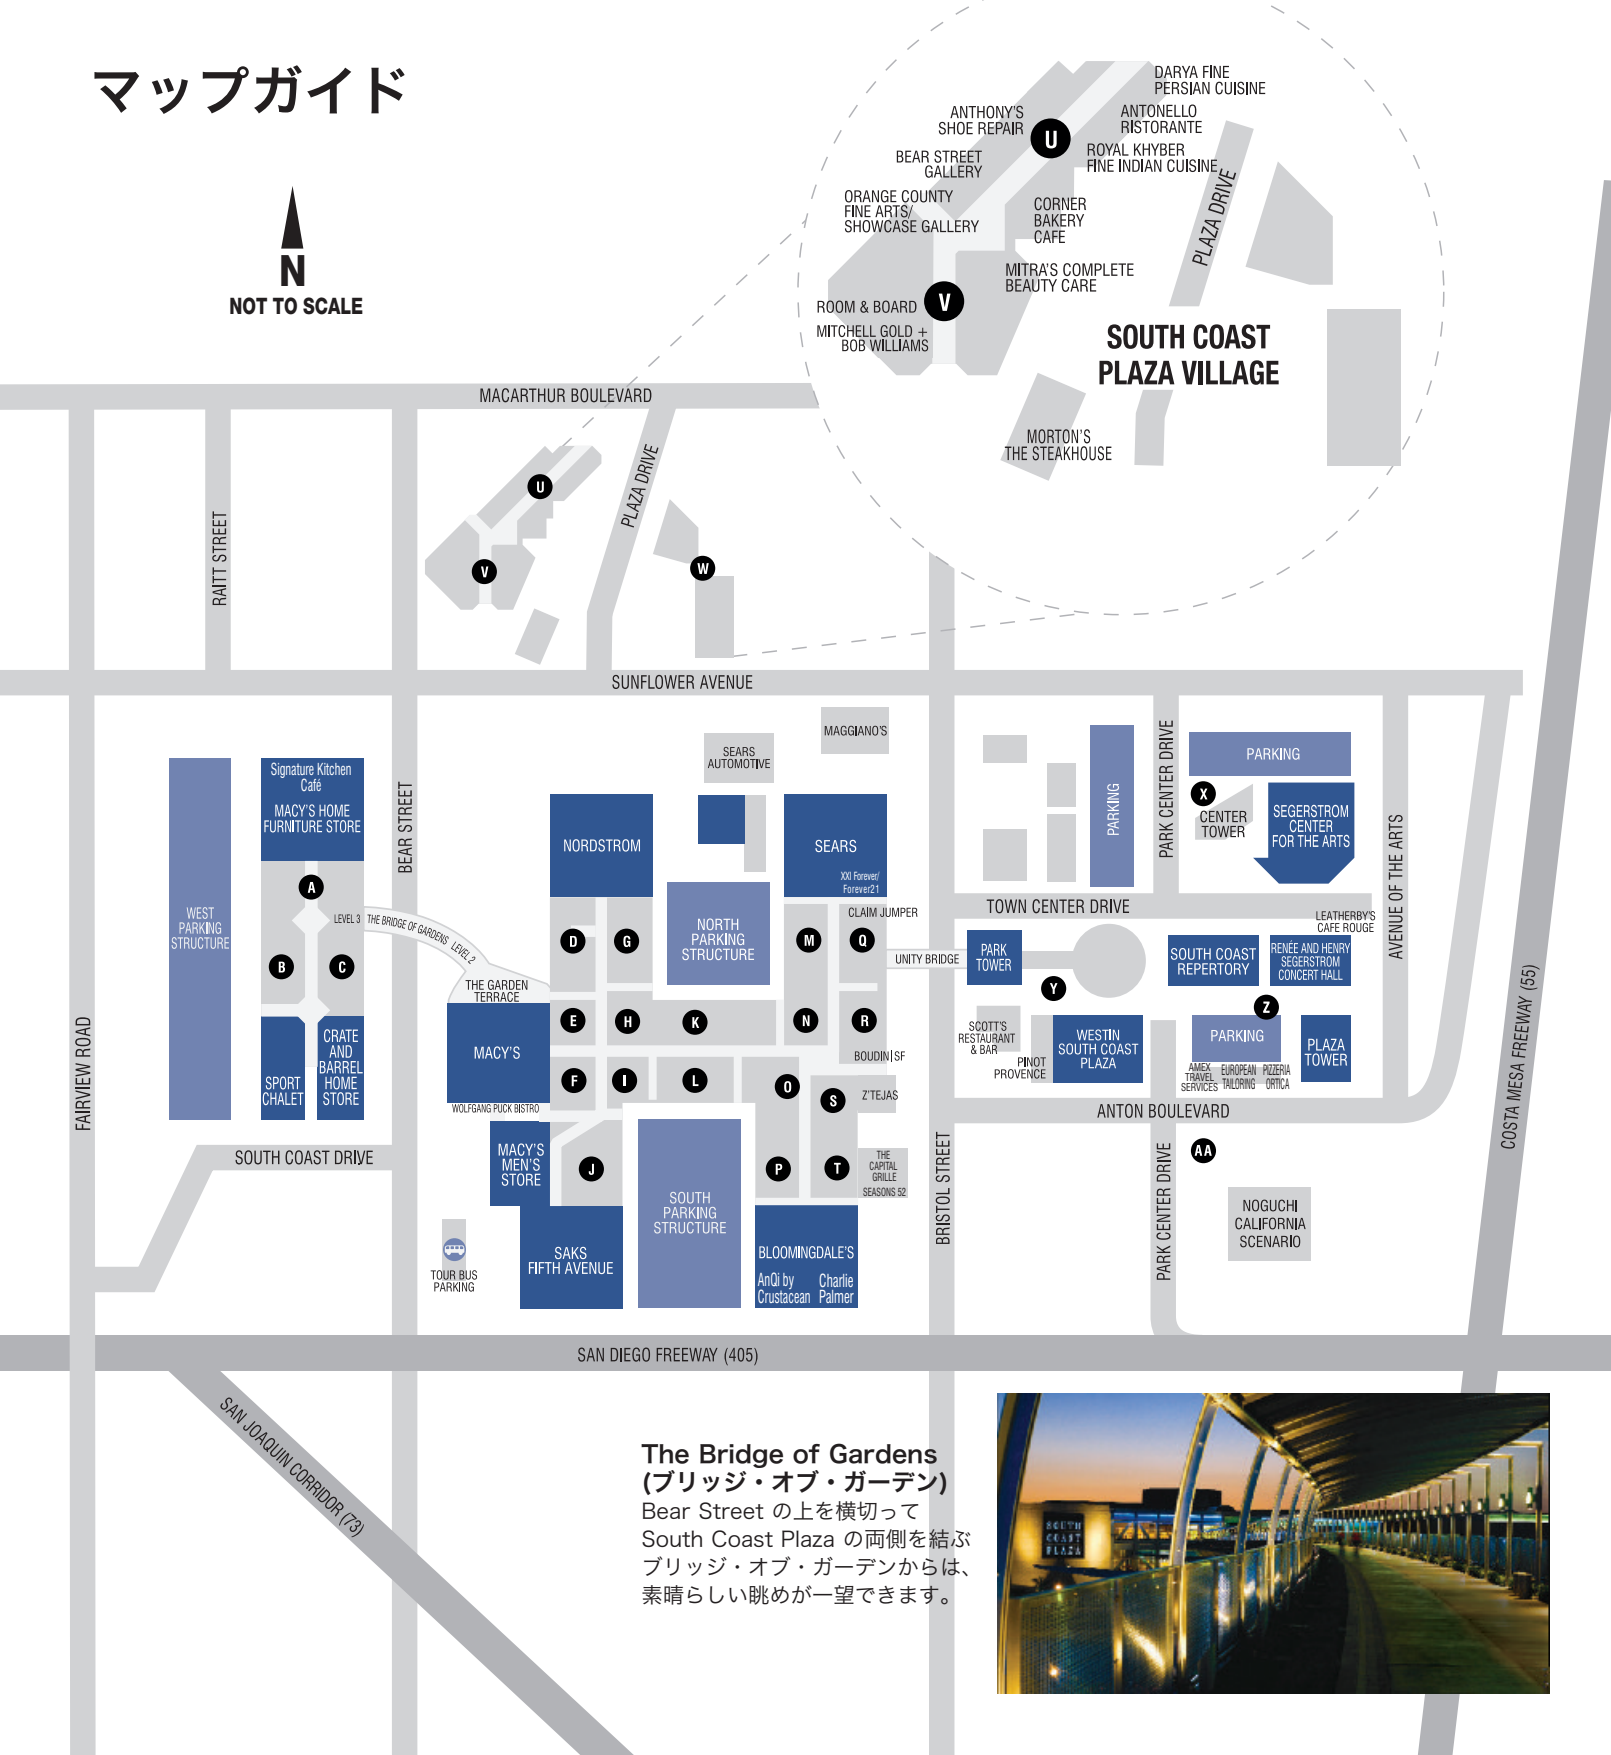 マップガイド
N
NOT TO SCALE
DARYA FINE
PERSIAN CUISINE
ANTHONY'S
SHOE REPAIR
ANTONELLO
RISTORANTE
U
ROYAL KHYBER
FINE INDIAN CUISINE
BEAR STREET
GALLERY
ORANGE COUNTY
FINE ARTS/
SHOWCASE GALLERY
CORNER
BAKERY
CAFE
PLAZA DRIVE
MITRA'S COMPLETE
BEAUTY CARE
V
ROOM & BOARD
MITCHELL GOLD +
BOB WILLIAMS
SOUTH COAST
PLAZA VILLAGE
MORTON'S
THE STEAKHOUSE
MACARTHUR BOULEVARD
RAITT STREET
U
V
PLAZA DRIVE
W
SUNFLOWER AVENUE
MAGGIANO'S
SEARS
AUTOMOTIVE
Signature Kitchen
Café
MACY'S HOME
FURNITURE STORE
BEAR STREET
NORDSTROM
SEARS
XXI Forever/
Forever21
PARKING
PARK CENTER DRIVE
PARKING
X
CENTER
TOWER
SEGERSTROM
CENTER
FOR THE ARTS
AVENUE OF THE ARTS
WEST
PARKING
STRUCTURE
A
B
C
LEVEL 3
THE BRIDGE OF GARDENS
LEVEL 2
THE GARDEN
TERRACE
D
G
NORTH
PARKING
STRUCTURE
M
Q
CLAIM JUMPER
UNITY BRIDGE
TOWN CENTER DRIVE
LEATHERBY'S
CAFE ROUGE
PARK
TOWER
SOUTH COAST
REPERTORY
RENÉE AND HENRY
SEGERSTROM
CONCERT HALL
Y
Z
MACY'S
E
H
K
N
R
BOUDIN|SF
SCOTT'S
RESTAURANT
& BAR
PINOT
PROVENCE
WESTIN
SOUTH COAST
PLAZA
PARKING
PLAZA
TOWER
AMEX
TRAVEL
SERVICES
EUROPEAN
TAILORING
PIZZERIA
ORTICA
FAIRVIEW ROAD
SPORT
CHALET
CRATE
AND
BARREL
HOME
STORE
F
I
L
O
S
Z'TEJAS
WOLFGANG PUCK BISTRO
ANTON BOULEVARD
COSTA MESA FREEWAY (55)
SOUTH COAST DRIVE
MACY'S
MEN'S
STORE
J
SOUTH
PARKING
STRUCTURE
P
T
THE
CAPITAL
GRILLE
SEASONS 52
BRISTOL STREET
PARK CENTER DRIVE
AA
NOGUCHI
CALIFORNIA
SCENARIO
TOUR BUS
PARKING
SAKS
FIFTH AVENUE
BLOOMINGDALE'S
AnQi by
Crustacean
Charlie
Palmer
SAN DIEGO FREEWAY (405)
SAN JOAQUIN CORRIDOR (73)
The Bridge of Gardens
(ブリッジ・オブ・ガーデン)
Bear Street の上を横切って
South Coast Plaza の両側を結ぶ
ブリッジ・オブ・ガーデンからは、
素晴らしい眺めが一望できます。
SOUTH
COAST
PLAZA